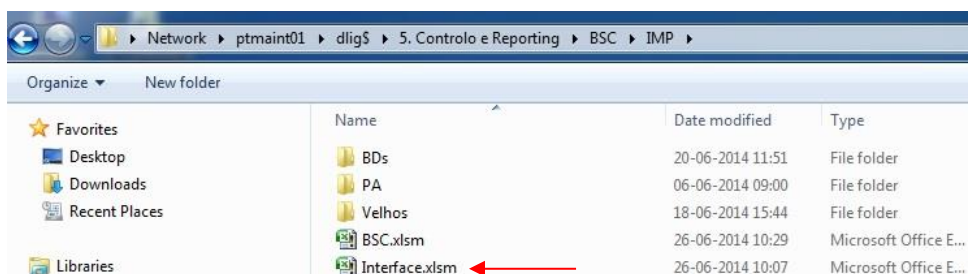 Network ▸ ptmaint01 ▸ dlig$ ▸ 5. Controlo e Reporting ▸ BSC ▸ IMP ▸
Organize ▾ New folder
Favorites
Desktop
Downloads
Recent Places
Libraries
Name Date modified Type
BDs 20-06-2014 11:51 File folder
PA 06-06-2014 09:00 File folder
Velhos 18-06-2014 15:44 File folder
BSC.xlsm 26-06-2014 10:29 Microsoft Office E...
Interface.xlsm 26-06-2014 10:07 Microsoft Office E...